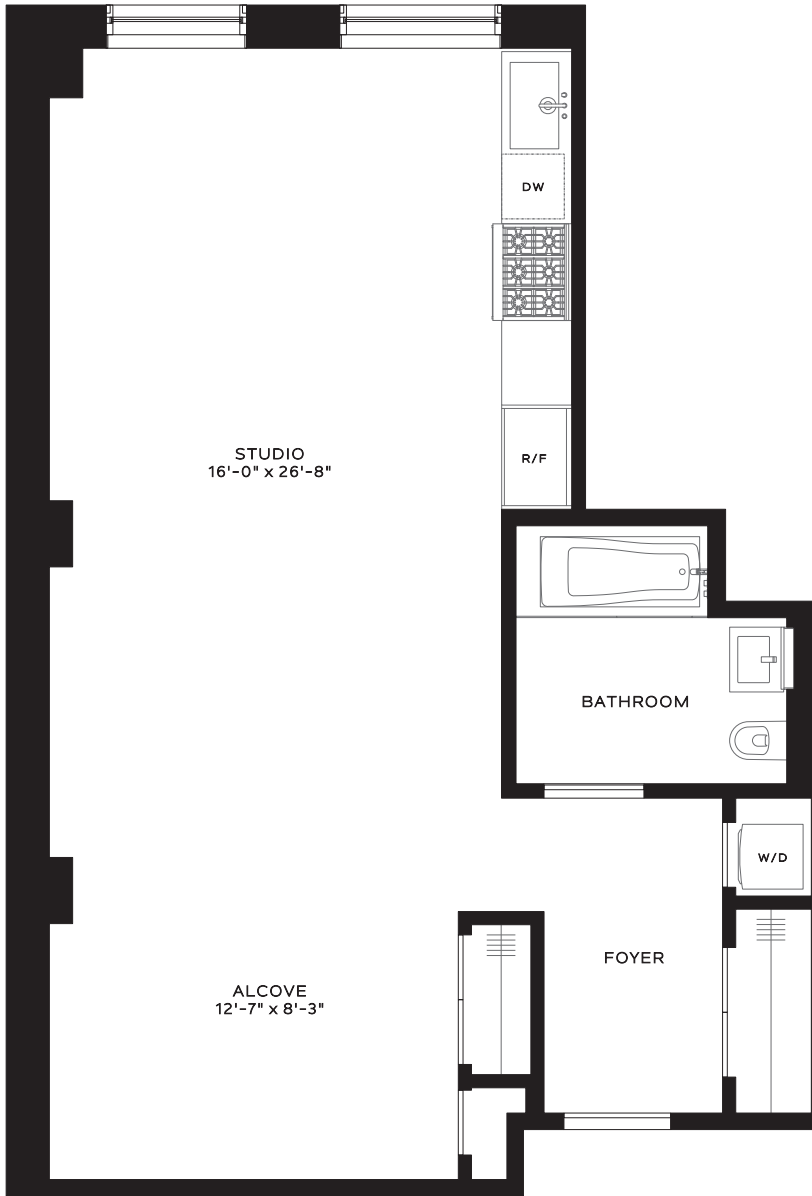 DW
STUDIO
16'-0" x 26'-8"
R/F
BATHROOM
W/D
FOYER
ALCOVE
12'-7" x 8'-3"